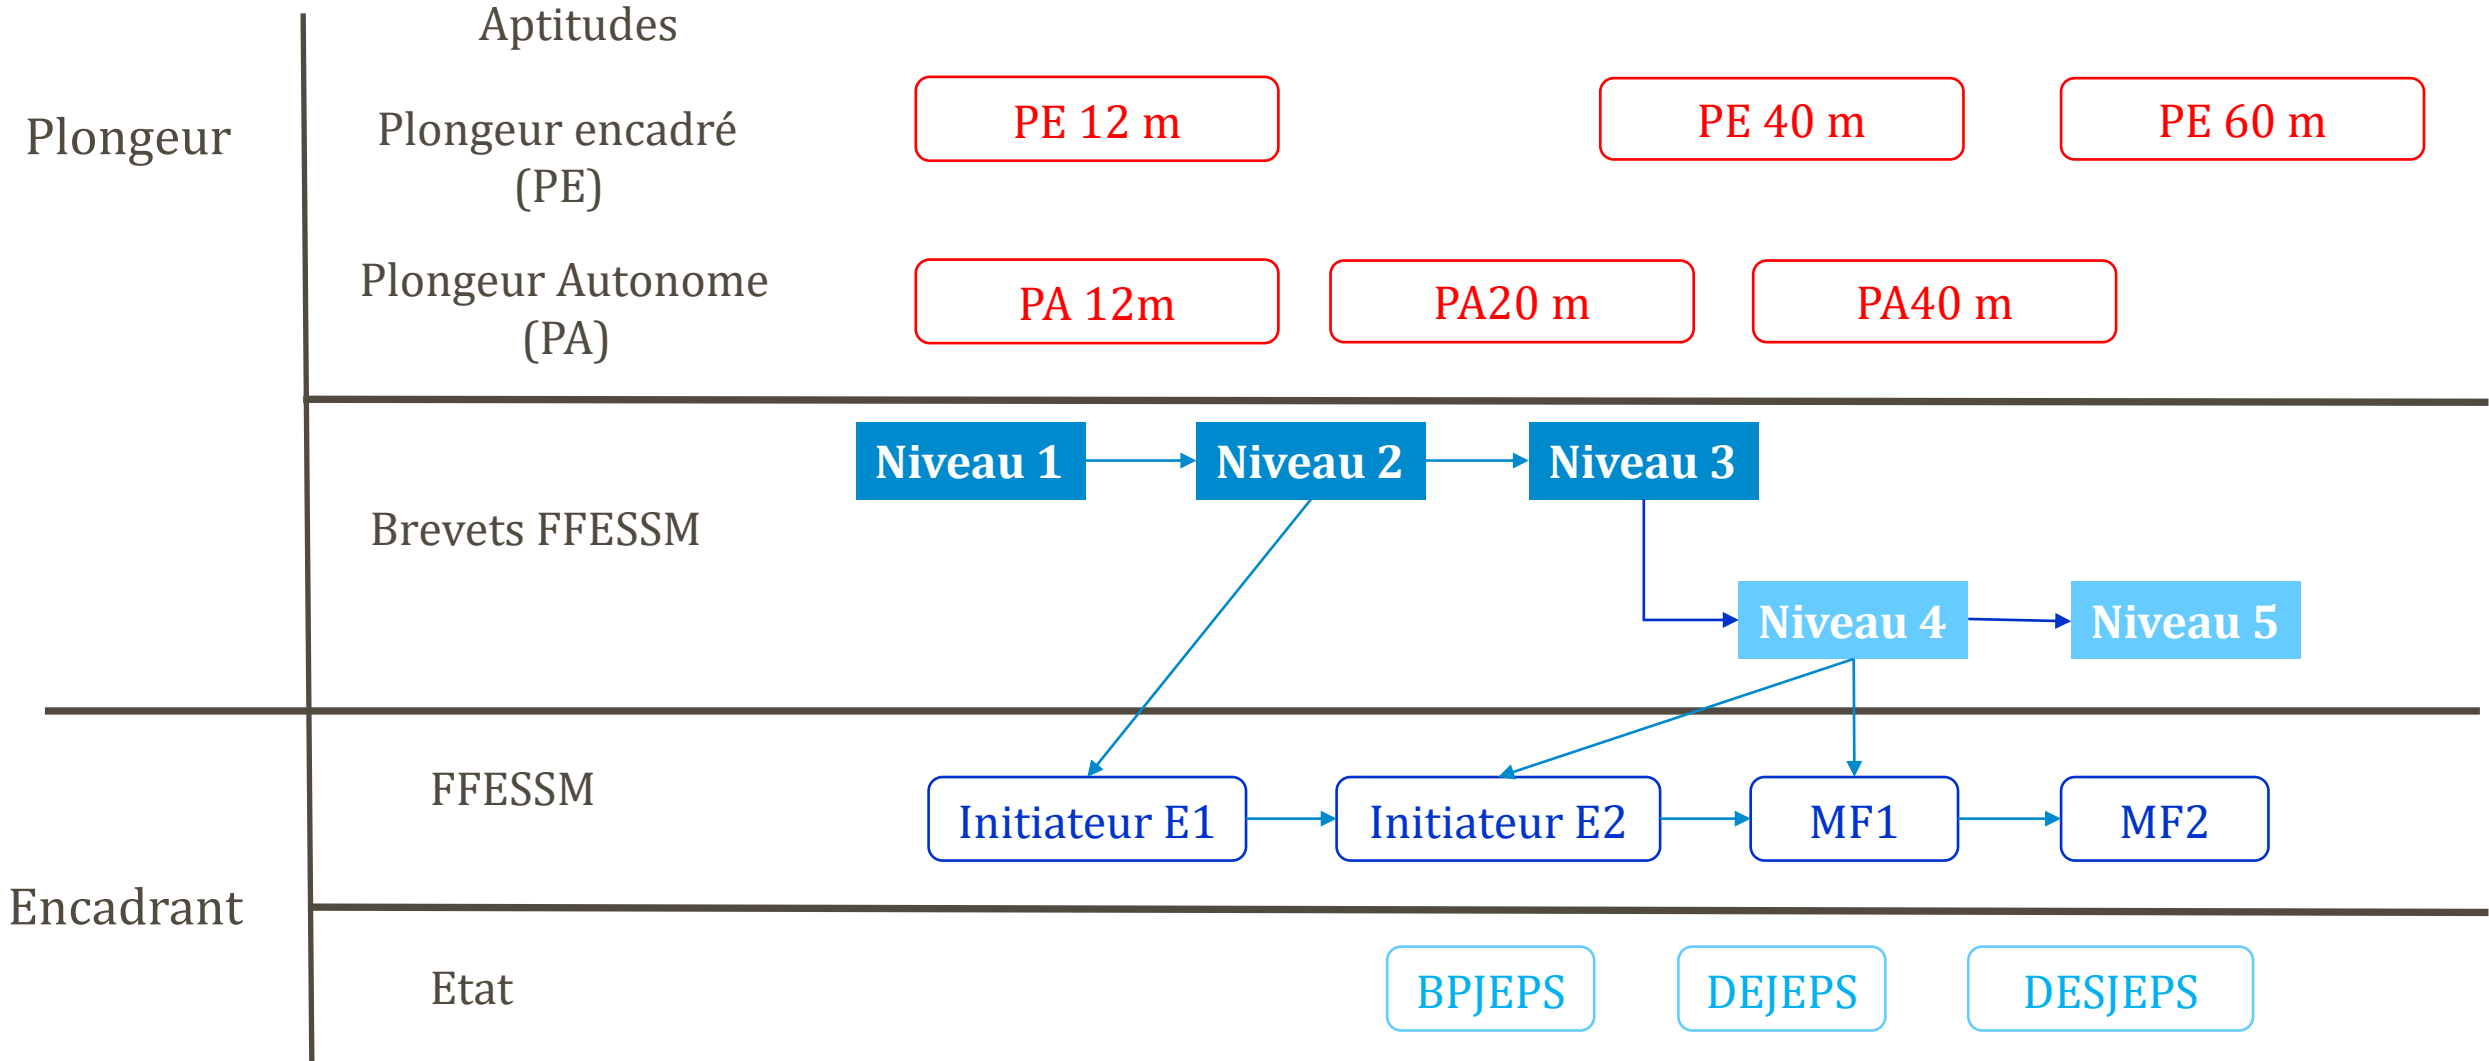 Aptitudes
Plongeur
Plongeur encadré
(PE)
PE 12 m
PE 40 m
PE 60 m
Plongeur Autonome
(PA)
PA 12m
PA20 m
PA40 m
Brevets FFESSM
Niveau 1
Niveau 2
Niveau 3
Niveau 4
Niveau 5
Encadrant
FFESSM
Initiateur E1
Initiateur E2
MF1
MF2
Etat
BPJEPS
DEJEPS
DESJEPS